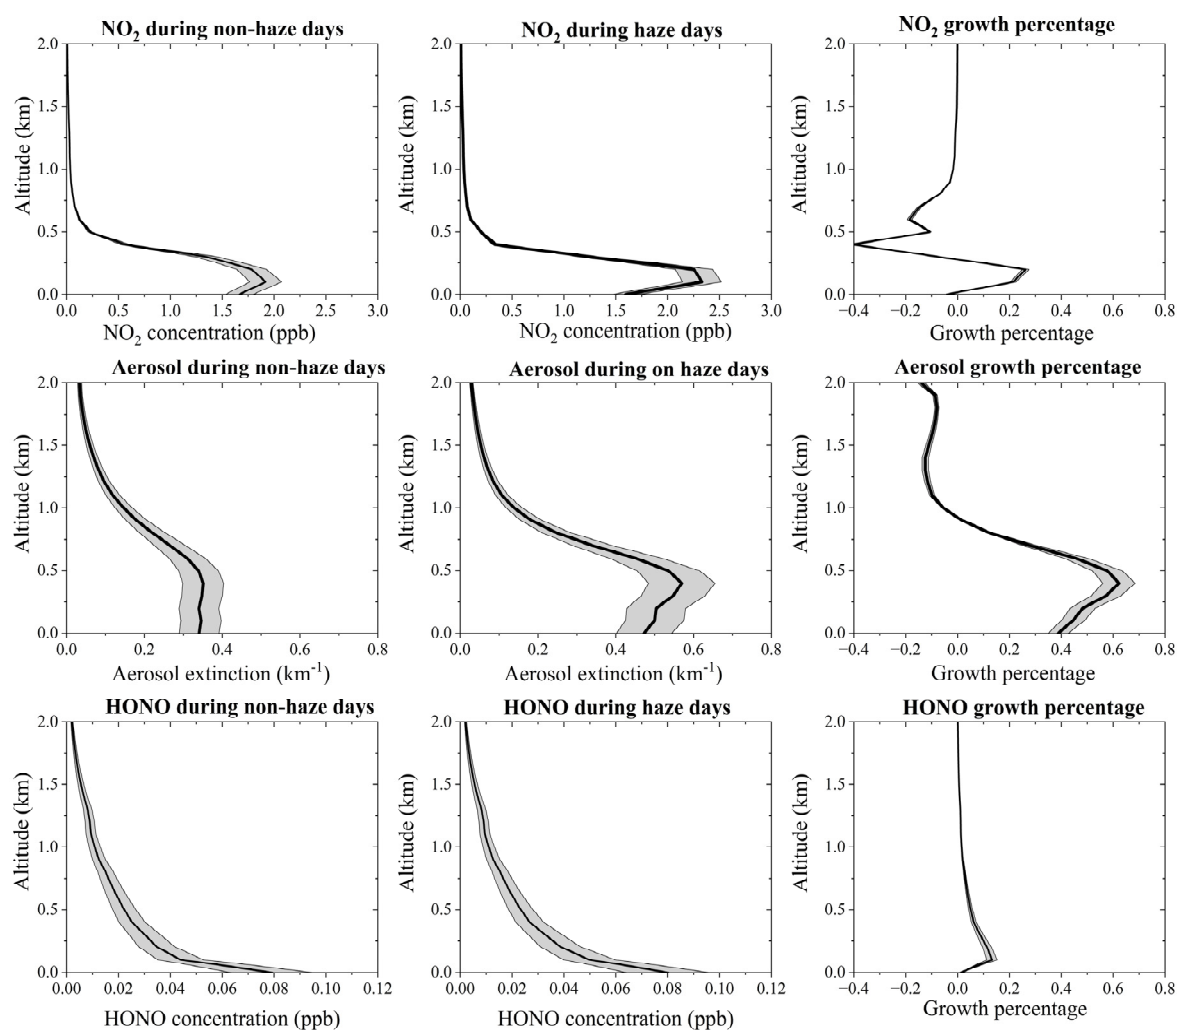 NO₂ during non-haze days
NO₂ during haze days
NO₂ growth percentage
Altitude (km)
2.0
1.5
1.0
0.5
0.0
0.0 0.5 1.0 1.5 2.0 2.5 3.0
NO₂ concentration (ppb)
Altitude (km)
2.0
1.5
1.0
0.5
0.0
0.0 0.5 1.0 1.5 2.0 2.5 3.0
NO₂ concentration (ppb)
Altitude (km)
2.0
1.5
1.0
0.5
0.0
−0.4 −0.2 0.0 0.2 0.4 0.6 0.8
Growth percentage
Aerosol during non-haze days
Aerosol during on haze days
Aerosol growth percentage
Altitude (km)
2.0
1.5
1.0
0.5
0.0
0.0 0.2 0.4 0.6 0.8
Aerosol extinction (km⁻¹)
Altitude (km)
2.0
1.5
1.0
0.5
0.0
0.0 0.2 0.4 0.6 0.8
Aerosol extinction (km⁻¹)
Altitude (km)
2.0
1.5
1.0
0.5
0.0
−0.4 −0.2 0.0 0.2 0.4 0.6 0.8
Growth percentage
HONO during non-haze days
HONO during haze days
HONO growth percentage
Altitude (km)
2.0
1.5
1.0
0.5
0.0
0.00 0.02 0.04 0.06 0.08 0.10 0.12
HONO concentration (ppb)
Altitude (km)
2.0
1.5
1.0
0.5
0.0
0.00 0.02 0.04 0.06 0.08 0.10 0.12
HONO concentration (ppb)
Altitude (km)
2.0
1.5
1.0
0.5
0.0
−0.4 −0.2 0.0 0.2 0.4 0.6 0.8
Growth percentage